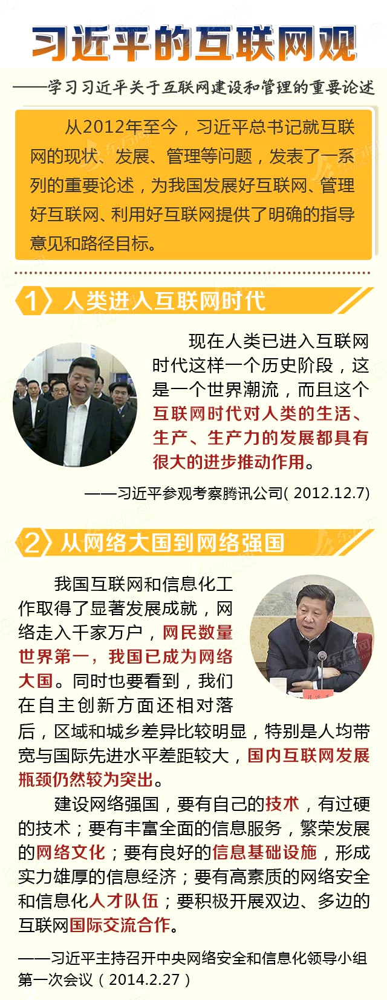 习近平的互联网观
——学习习近平关于互联网建设和管理的重要论述
从2012年至今，习近平总书记就互联
网的现状、发展、管理等问题，发表了一系
列的重要论述，为我国发展好互联网、管理
好互联网、利用好互联网提供了明确的指导
意见和路径目标。
1 人类进入互联网时代
Tencent
现在人类已进入互联网
时代这样一个历史阶段，这
是一个世界潮流，而且这个
互联网时代对人类的生活、
生产、生产力的发展都具有
很大的进步推动作用。
——习近平参观考察腾讯公司( 2012.12.7)
2 从网络大国到网络强国
我国互联网和信息化工
作取得了显著发展成就，网
络走入千家万户，网民数量
世界第一，我国已成为网络
大国。同时也要看到，我们
在自主创新方面还相对落
后，区域和城乡差异比较明显，特别是人均带
宽与国际先进水平差距较大，国内互联网发展
瓶颈仍然较为突出。
建设网络强国，要有自己的技术，有过硬
的技术；要有丰富全面的信息服务，繁荣发展
的网络文化；要有良好的信息基础设施，形成
实力雄厚的信息经济；要有高素质的网络安全
和信息化人才队伍；要积极开展双边、多边的
互联网国际交流合作。
——习近平主持召开中央网络安全和信息化领导小组
第一次会议（2014.2.27）